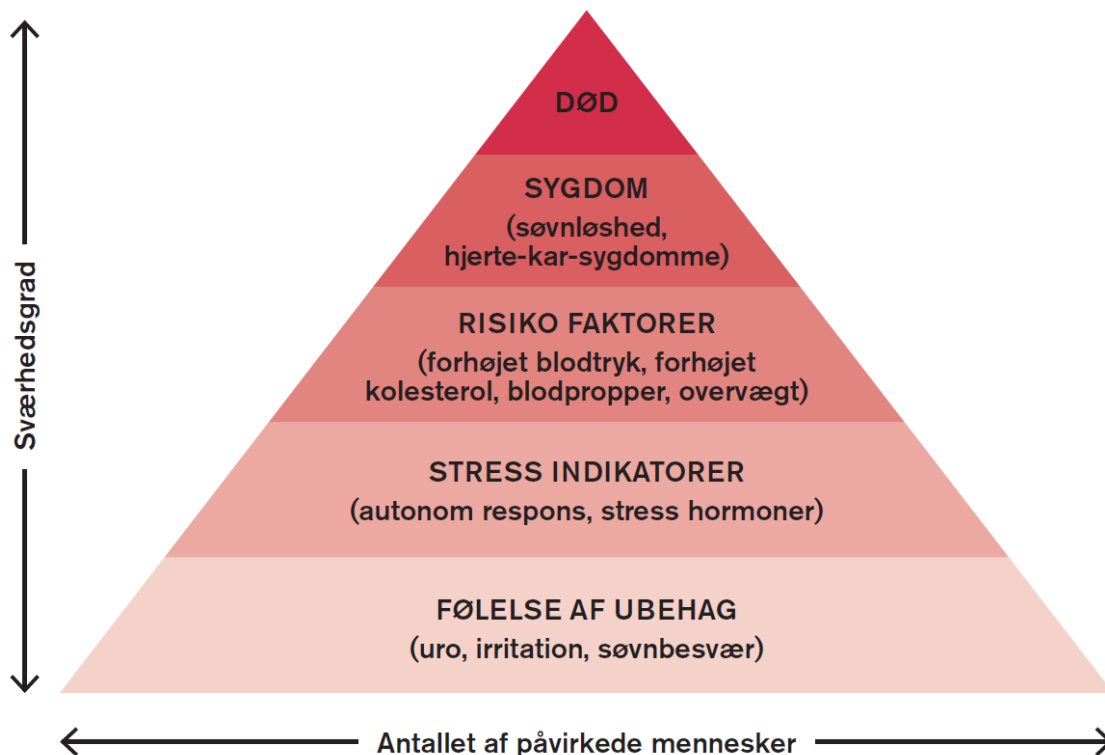 DØD
SYGDOM
(søvnløshed,
hjerte-kar-sygdomme)
RISIKO FAKTORER
(forhøjet blodtryk, forhøjet
kolesterol, blodpropper, overvægt)
STRESS INDIKATORER
(autonom respons, stress hormoner)
FØLELSE AF UBEHAG
(uro, irritation, søvnbesvær)
Sværhedsgrad
Antallet af påvirkede mennesker